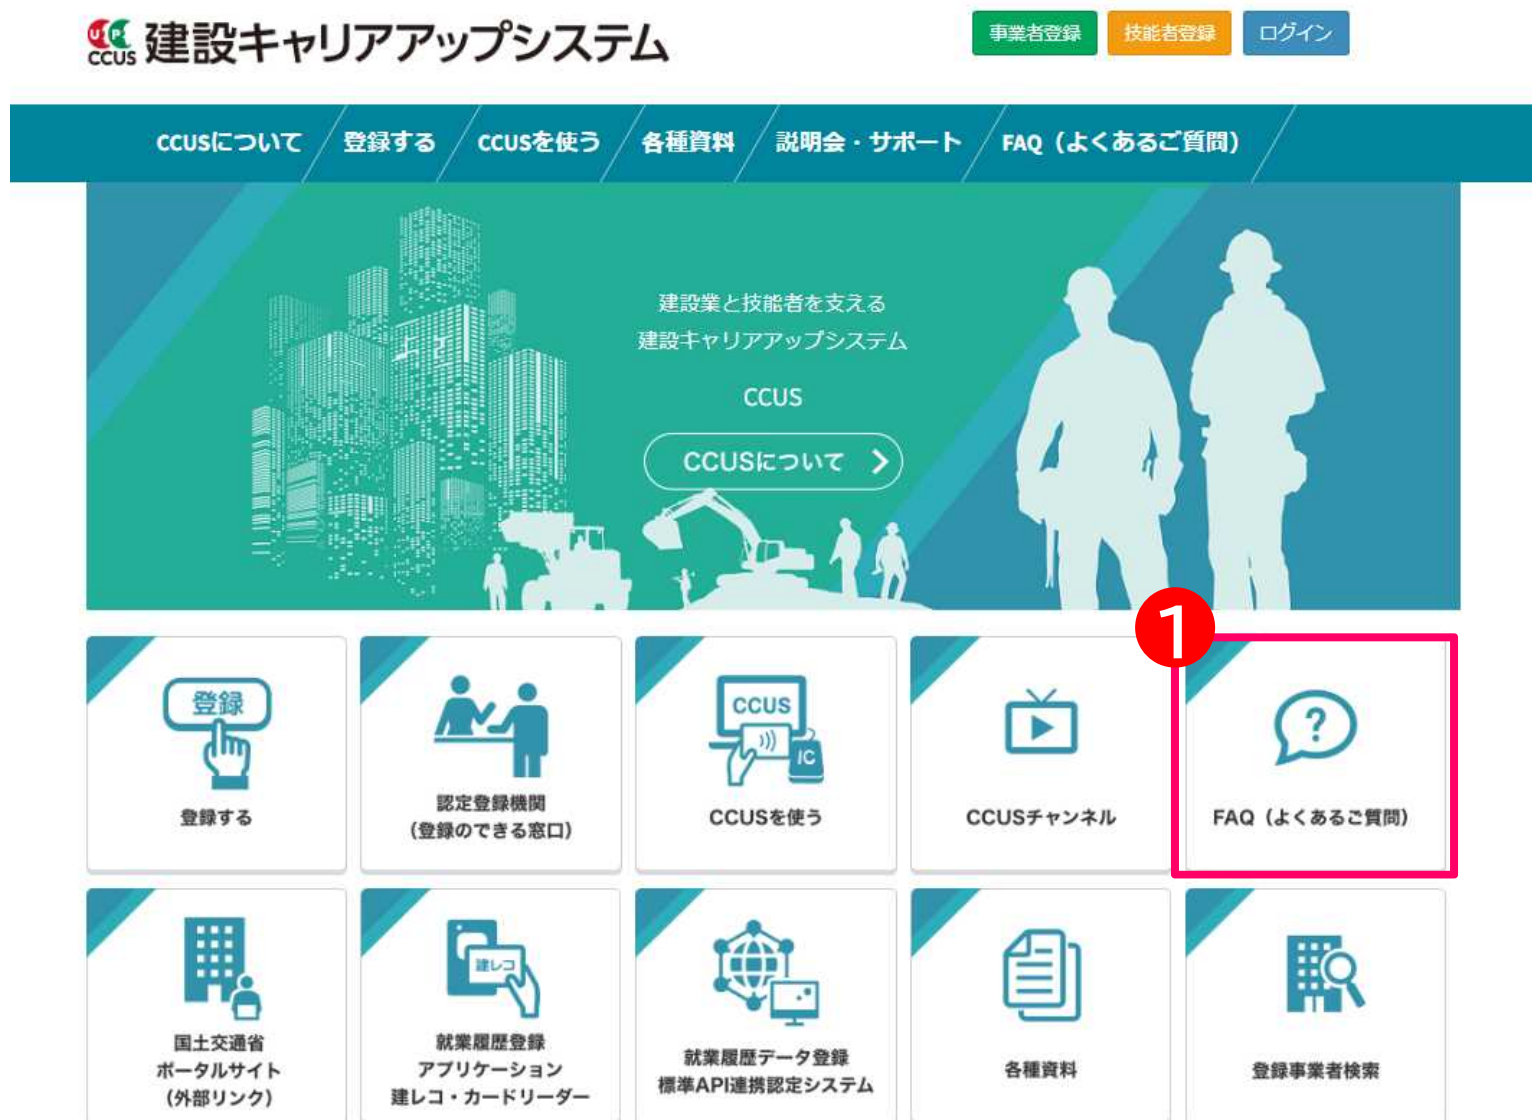 UP
CCUS 建設キャリアアップシステム
事業者登録 技能者登録 ログイン
CCUSについて 登録する CCUSを使う 各種資料 説明会・サポート FAQ（よくあるご質問）
建設業と技能者を支える
建設キャリアアップシステム
CCUS
CCUSについて
1
登録
登録する
認定登録機関
（登録のできる窓口）
CCUS
IC
CCUSを使う
CCUSチャンネル
?
FAQ（よくあるご質問）
国土交通省
ポータルサイト
（外部リンク）
建レコ
就業履歴登録
アプリケーション
建レコ・カードリーダー
就業履歴データ登録
標準API連携認定システム
各種資料
登録事業者検索